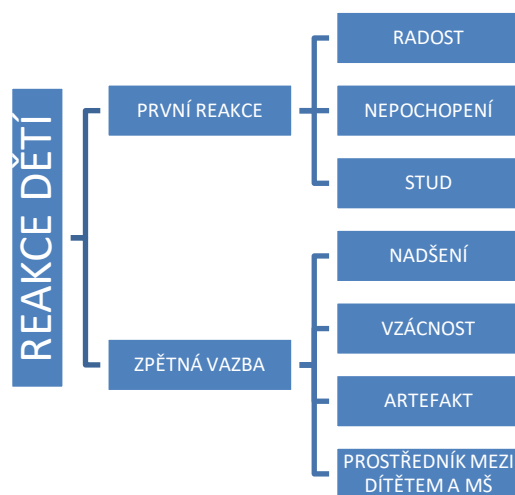 REAKCE DĚTÍ
PRVNÍ REAKCE
RADOST
NEPOCHOPENÍ
STUD
ZPĚTNÁ VAZBA
NADŠENÍ
VZÁCNOST
ARTEFAKT
PROSTŘEDNÍK MEZI
DÍTĚTEM A MŠ